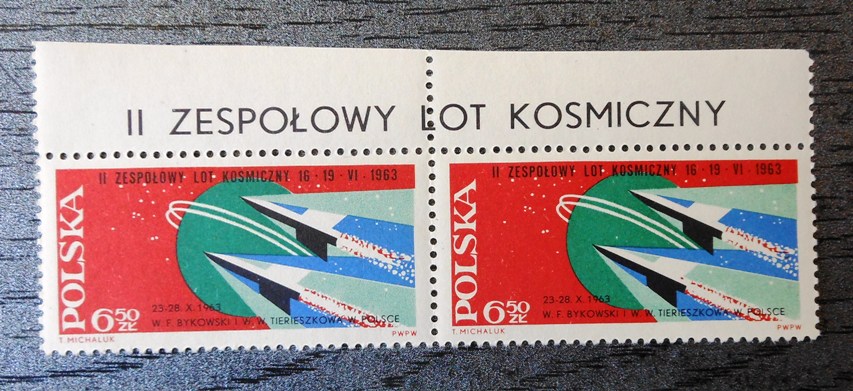 II ZESPOŁOWY LOT KOSMICZNY
II ZESPOŁOWY LOT KOSMICZNY 16 · 19 · VI · 1963
POLSKA
6 50 ZŁ
23-28. X. 1963
W. F. BYKOWSKI I W. W. TIERIESZKOWA W POLSCE
T. MICHALUK
PWPW
II ZESPOŁOWY LOT KOSMICZNY 16 · 19 · VI · 1963
POLSKA
6 50 ZŁ
23-28. X. 1963
W. F. BYKOWSKI I W. W. TIERIESZKOWA W POLSCE
T. MICHALUK
PWPW